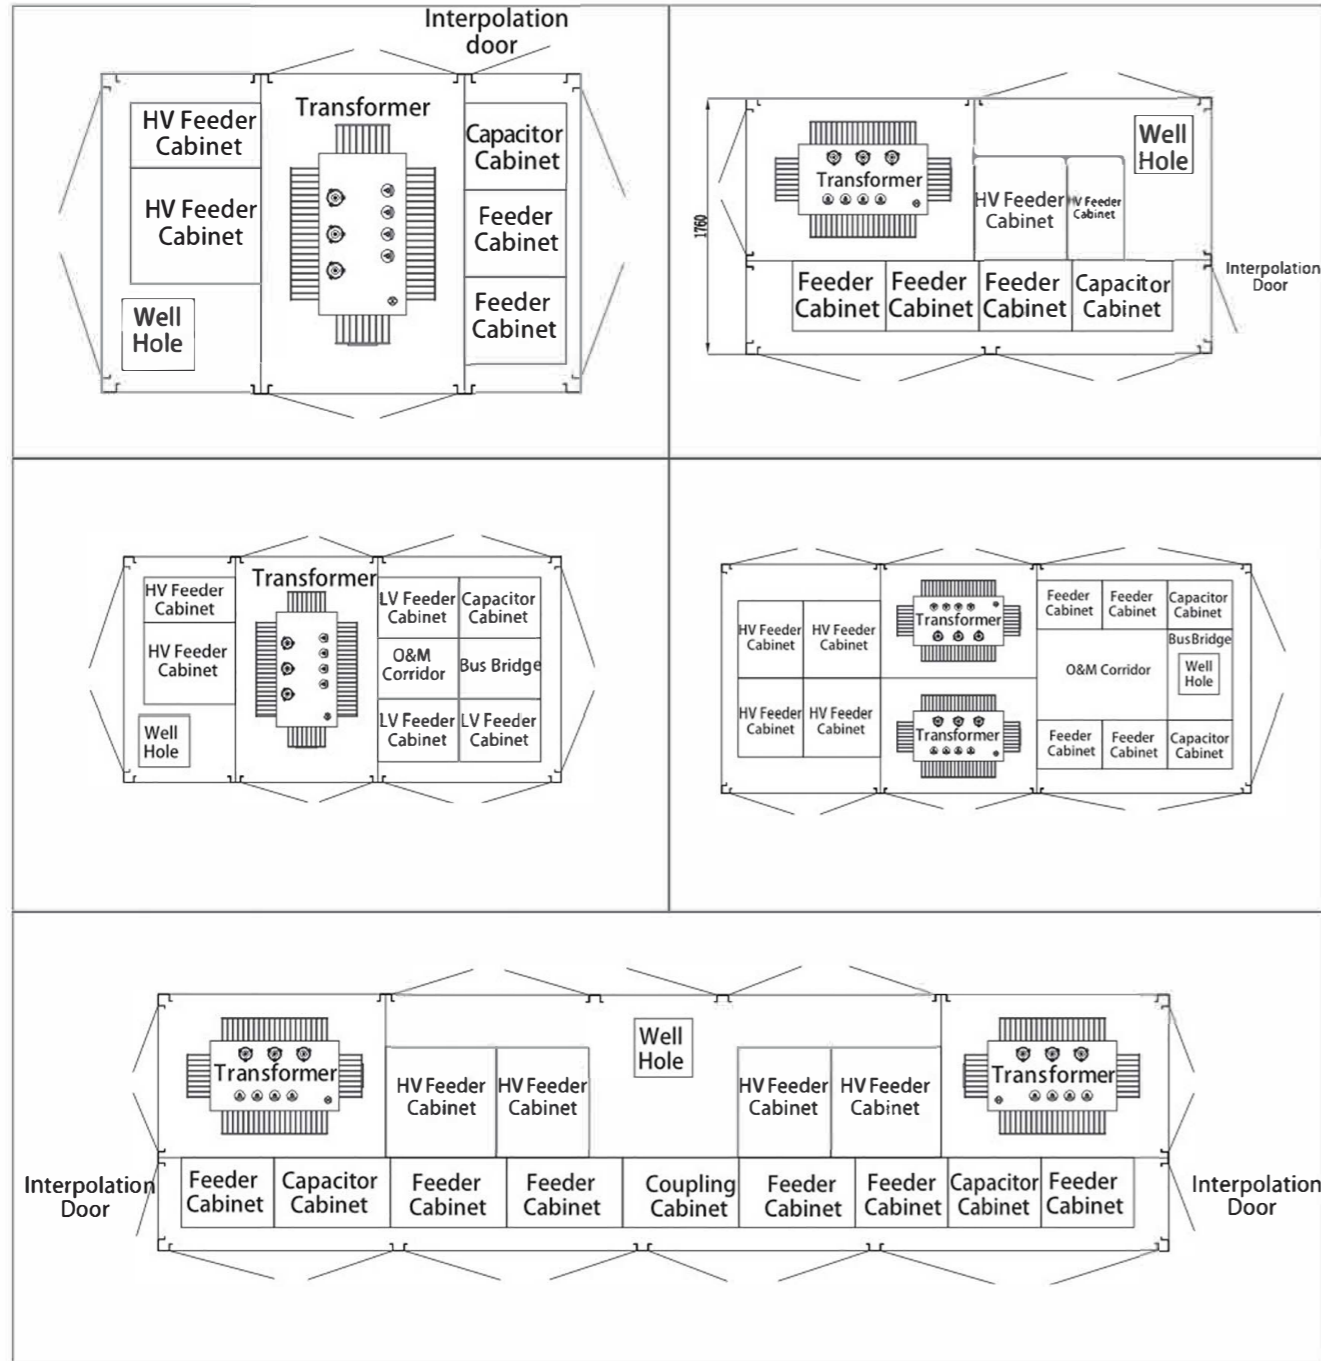 Interpolation
door
Transformer
HV Feeder
Cabinet
HV Feeder
Cabinet
Well
Hole
Capacitor
Cabinet
Feeder
Cabinet
Feeder
Cabinet
1760
Transformer
Well
Hole
HV Feeder
Cabinet
V Feeder
Cabinet
Interpolation
Door
Feeder
Cabinet
Feeder
Cabinet
Feeder
Cabinet
Capacitor
Cabinet
Transformer
HV Feeder
Cabinet
HV Feeder
Cabinet
Well
Hole
LV Feeder
Cabinet
Capacitor
Cabinet
O&M
Corridor
Bus Bridge
LV Feeder
Cabinet
LV Feeder
Cabinet
HV Feeder
Cabinet
HV Feeder
Cabinet
HV Feeder
Cabinet
HV Feeder
Cabinet
Transformer
Transformer
Feeder
Cabinet
Feeder
Cabinet
Capacitor
Cabinet
Bus Bridge
O&M Corridor
Well
Hole
Feeder
Cabinet
Feeder
Cabinet
Capacitor
Cabinet
Transformer
HV Feeder
Cabinet
HV Feeder
Cabinet
Well
Hole
HV Feeder
Cabinet
HV Feeder
Cabinet
Transformer
Interpolation
Door
Feeder
Cabinet
Capacitor
Cabinet
Feeder
Cabinet
Feeder
Cabinet
Coupling
Cabinet
Feeder
Cabinet
Feeder
Cabinet
Capacitor
Cabinet
Feeder
Cabinet
Interpolation
Door